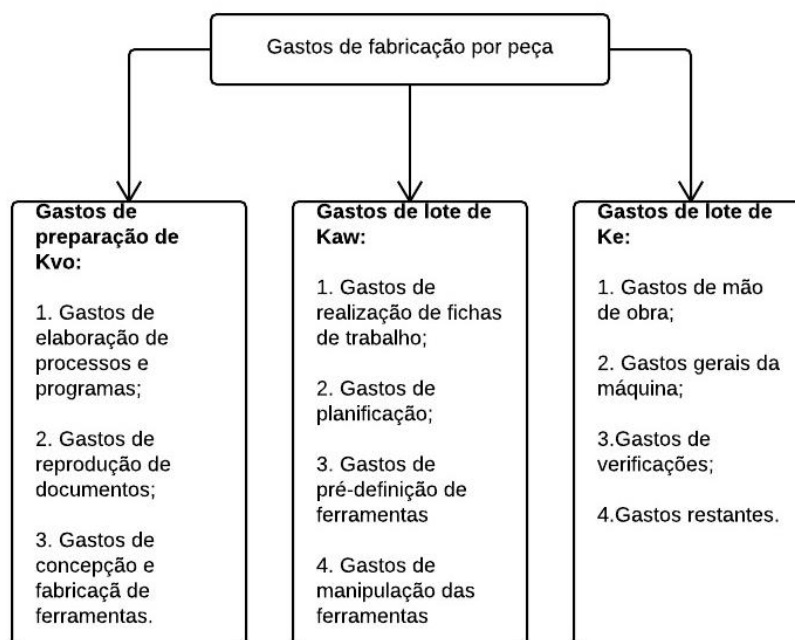 Gastos de fabricação por peça
Gastos de
preparação de
Kvo:
1. Gastos de
elaboração de
processos e
programas;
2. Gastos de
reprodução de
documentos;
3. Gastos de
concepção e
fabricaçã de
ferramentas.
Gastos de lote de
Kaw:
1. Gastos de
realização de fichas
de trabalho;
2. Gastos de
planificação;
3. Gastos de
pré-definição de
ferramentas
4. Gastos de
manipulação das
ferramentas
Gastos de lote de
Ke:
1. Gastos de mão
de obra;
2. Gastos gerais da
máquina;
3.Gastos de
verificações;
4.Gastos restantes.